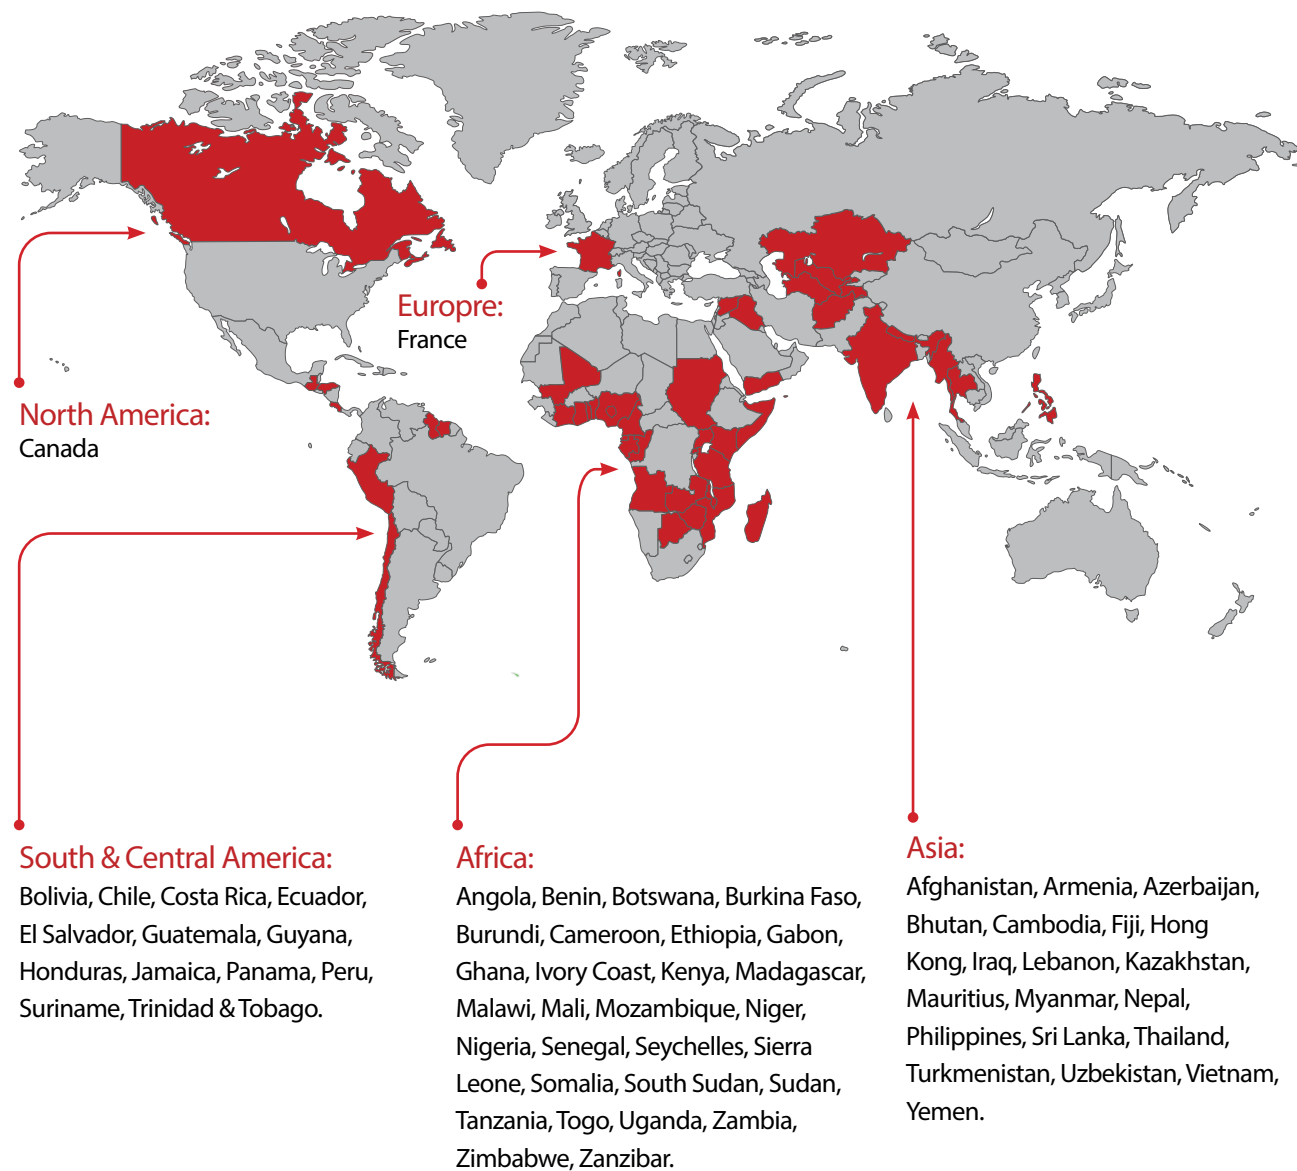 Europre:
France
North America:
Canada
South & Central America:
Bolivia, Chile, Costa Rica, Ecuador,
El Salvador, Guatemala, Guyana,
Honduras, Jamaica, Panama, Peru,
Suriname, Trinidad & Tobago.
Africa:
Angola, Benin, Botswana, Burkina Faso,
Burundi, Cameroon, Ethiopia, Gabon,
Ghana, Ivory Coast, Kenya, Madagascar,
Malawi, Mali, Mozambique, Niger,
Nigeria, Senegal, Seychelles, Sierra
Leone, Somalia, South Sudan, Sudan,
Tanzania, Togo, Uganda, Zambia,
Zimbabwe, Zanzibar.
Asia:
Afghanistan, Armenia, Azerbaijan,
Bhutan, Cambodia, Fiji, Hong
Kong, Iraq, Lebanon, Kazakhstan,
Mauritius, Myanmar, Nepal,
Philippines, Sri Lanka, Thailand,
Turkmenistan, Uzbekistan, Vietnam,
Yemen.